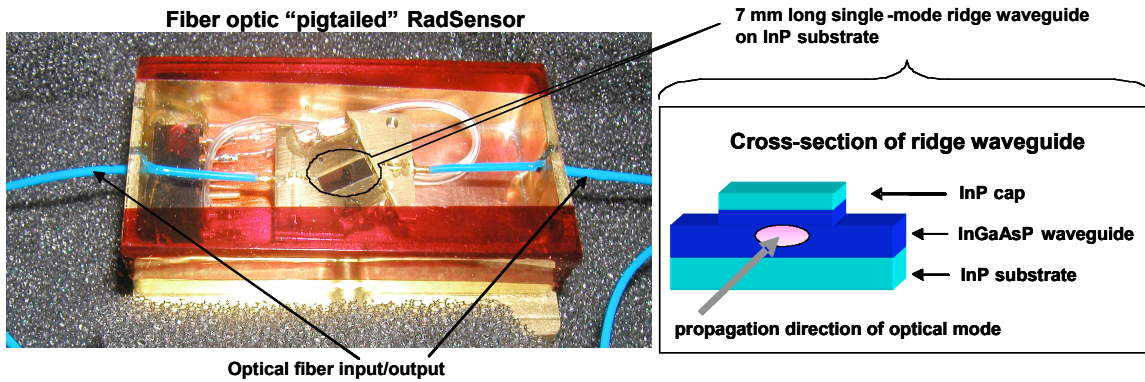 Fiber optic “pigtailed” RadSensor
7 mm long single -mode ridge waveguide
on InP substrate
Cross-section of ridge waveguide
InP cap
InGaAsP waveguide
InP substrate
propagation direction of optical mode
Optical fiber input/output